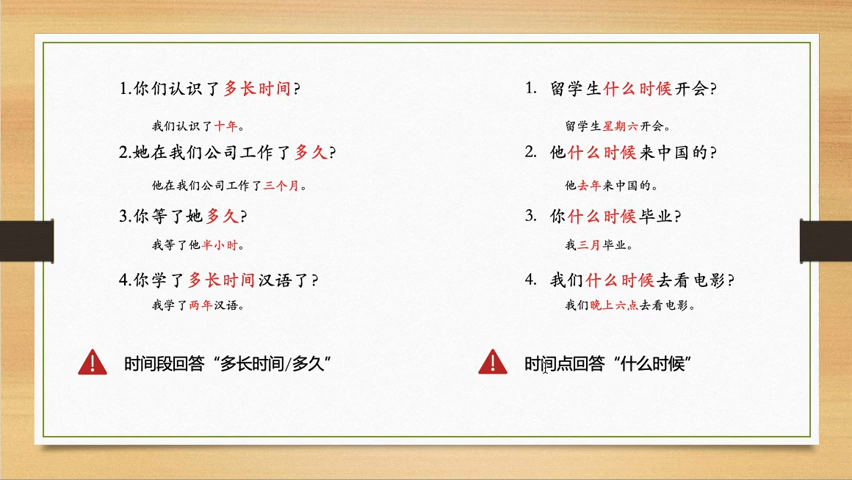 1.你们认识了多长时间?
我们认识了十年。
2.她在我们公司工作了多久?
他在我们公司工作了三个月。
3.你等了她多久?
我等了他半小时。
4.你学了多长时间汉语了?
我学了两年汉语。
时间段回答“多长时间/多久”
1. 留学生什么时候开会?
留学生星期六开会。
2. 他什么时候来中国的?
他去年来中国的。
3. 你什么时候毕业?
我三月毕业。
4. 我们什么时候去看电影?
我们晚上六点去看电影。
时间点回答“什么时候”